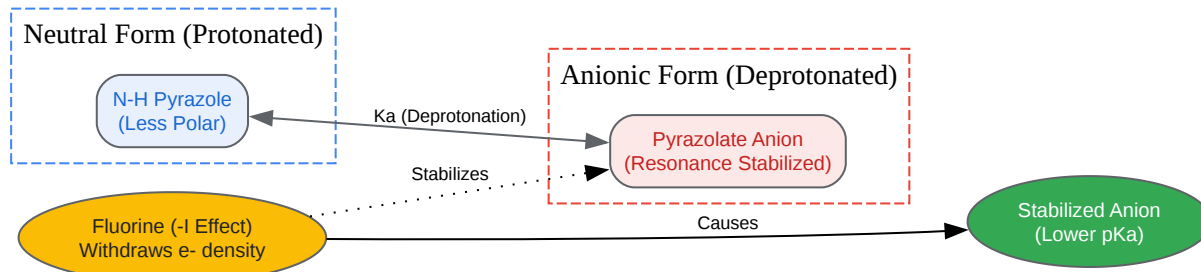 Neutral Form (Protonated)
N-H Pyrazole
(Less Polar)
Ka (Deprotonation)
Anionic Form (Deprotonated)
Pyrazolate Anion
(Resonance Stabilized)
Stabilizes
Fluorine (-I Effect)
Withdraws e- density
Causes
Stabilized Anion
(Lower pKa)